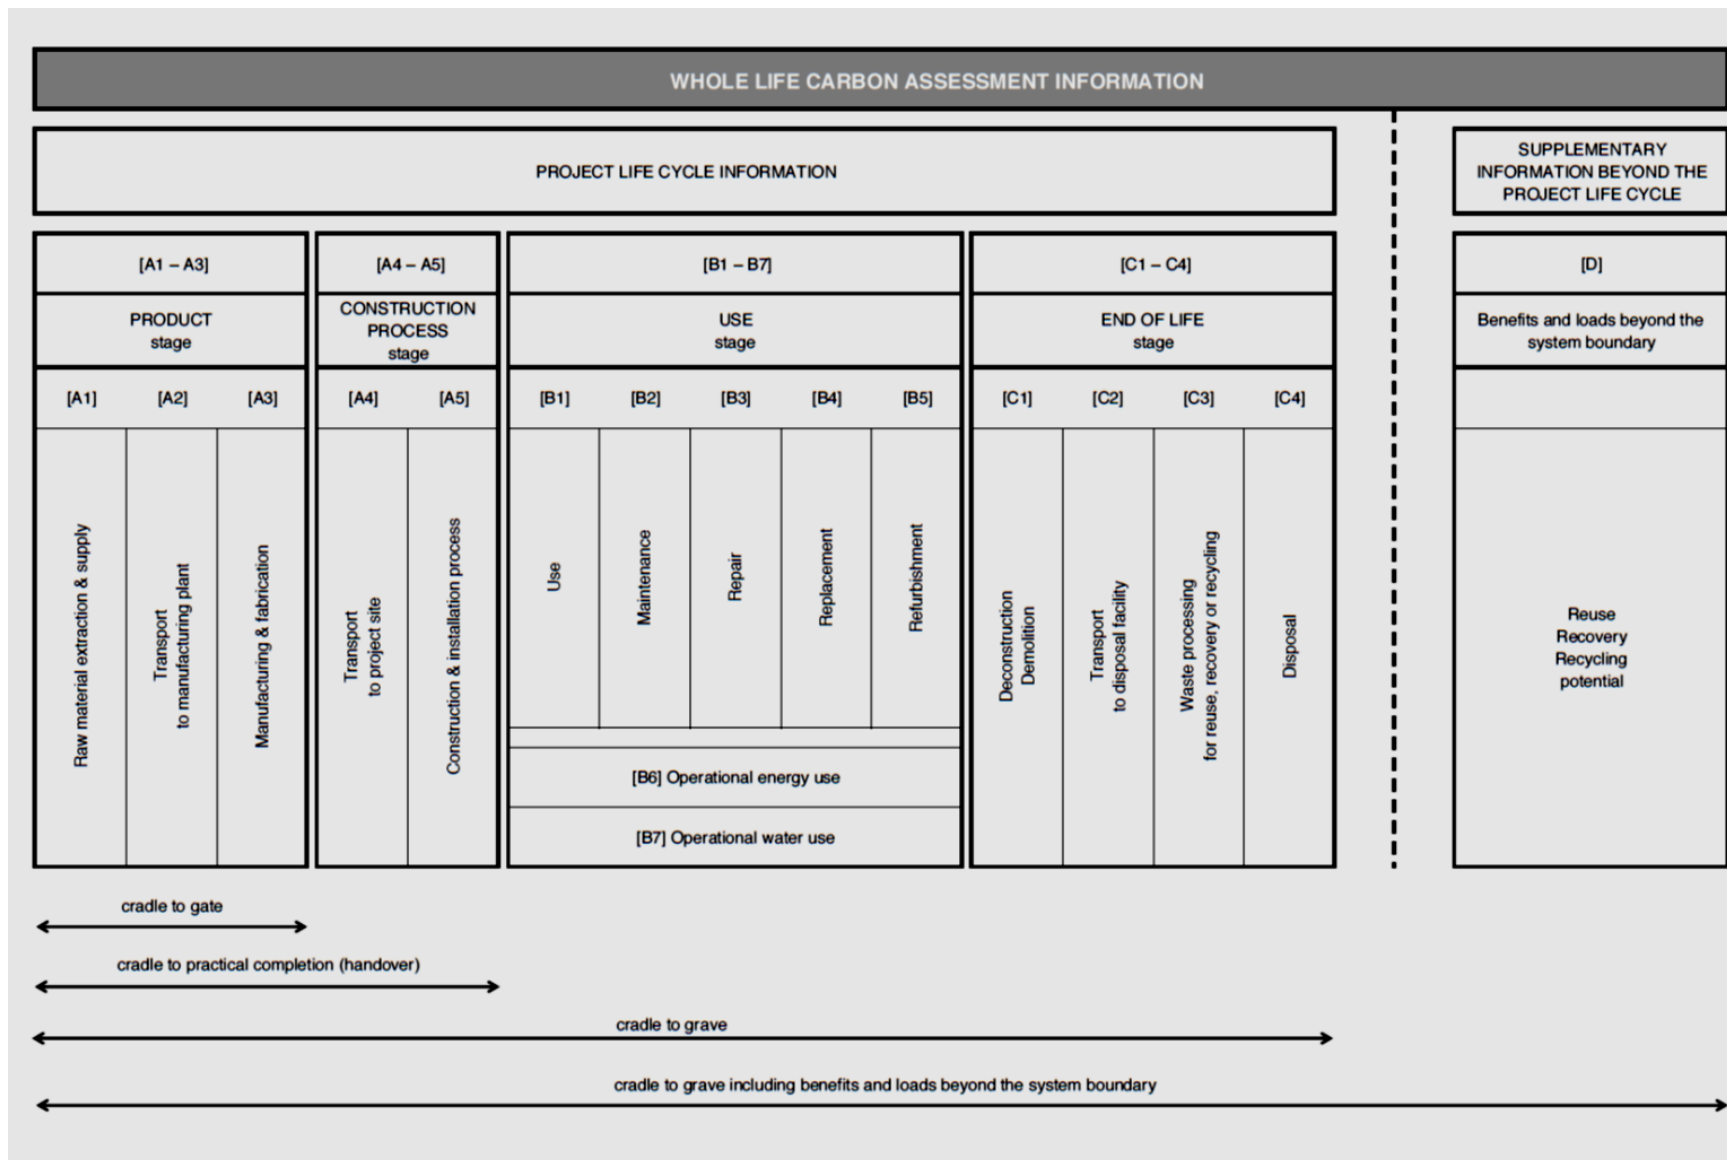 WHOLE LIFE CARBON ASSESSMENT INFORMATION
PROJECT LIFE CYCLE INFORMATION
SUPPLEMENTARY
INFORMATION BEYOND THE
PROJECT LIFE CYCLE
[A1 – A3]
PRODUCT
stage
[A1]
[A2]
[A3]
Raw material extraction & supply
Transport
to manufacturing plant
Manufacturing & fabrication
[A4 – A5]
CONSTRUCTION
PROCESS
stage
[A4]
[A5]
Transport
to project site
Construction & installation process
[B1 – B7]
USE
stage
[B1]
[B2]
[B3]
[B4]
[B5]
Use
Maintenance
Repair
Replacement
Refurbishment
[B6] Operational energy use
[B7] Operational water use
[C1 – C4]
END OF LIFE
stage
[C1]
[C2]
[C3]
[C4]
Deconstruction
Demolition
Transport
to disposal facility
Waste processing
for reuse, recovery or recycling
Disposal
[D]
Benefits and loads beyond the
system boundary
Reuse
Recovery
Recycling
potential
cradle to gate
cradle to practical completion (handover)
cradle to grave
cradle to grave including benefits and loads beyond the system boundary